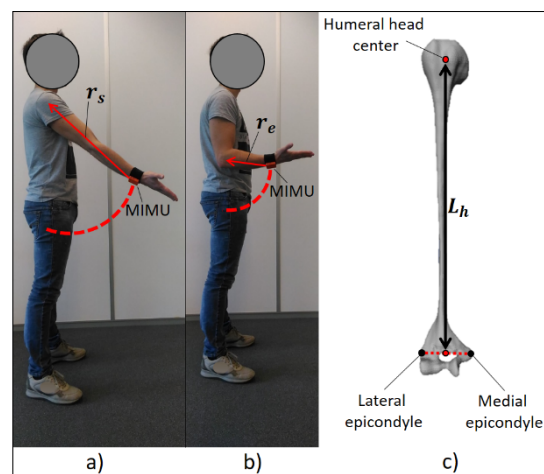 Humeral head
center
r_s
r_e
MIMU
MIMU
L_h
Lateral
epicondyle
Medial
epicondyle
a)
b)
c)